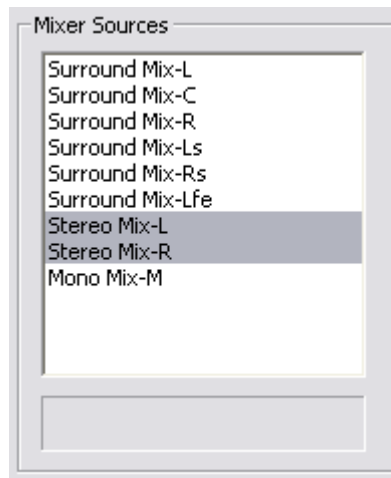 Mixer Sources
Surround Mix-L
Surround Mix-C
Surround Mix-R
Surround Mix-Ls
Surround Mix-Rs
Surround Mix-Lfe
Stereo Mix-L
Stereo Mix-R
Mono Mix-M